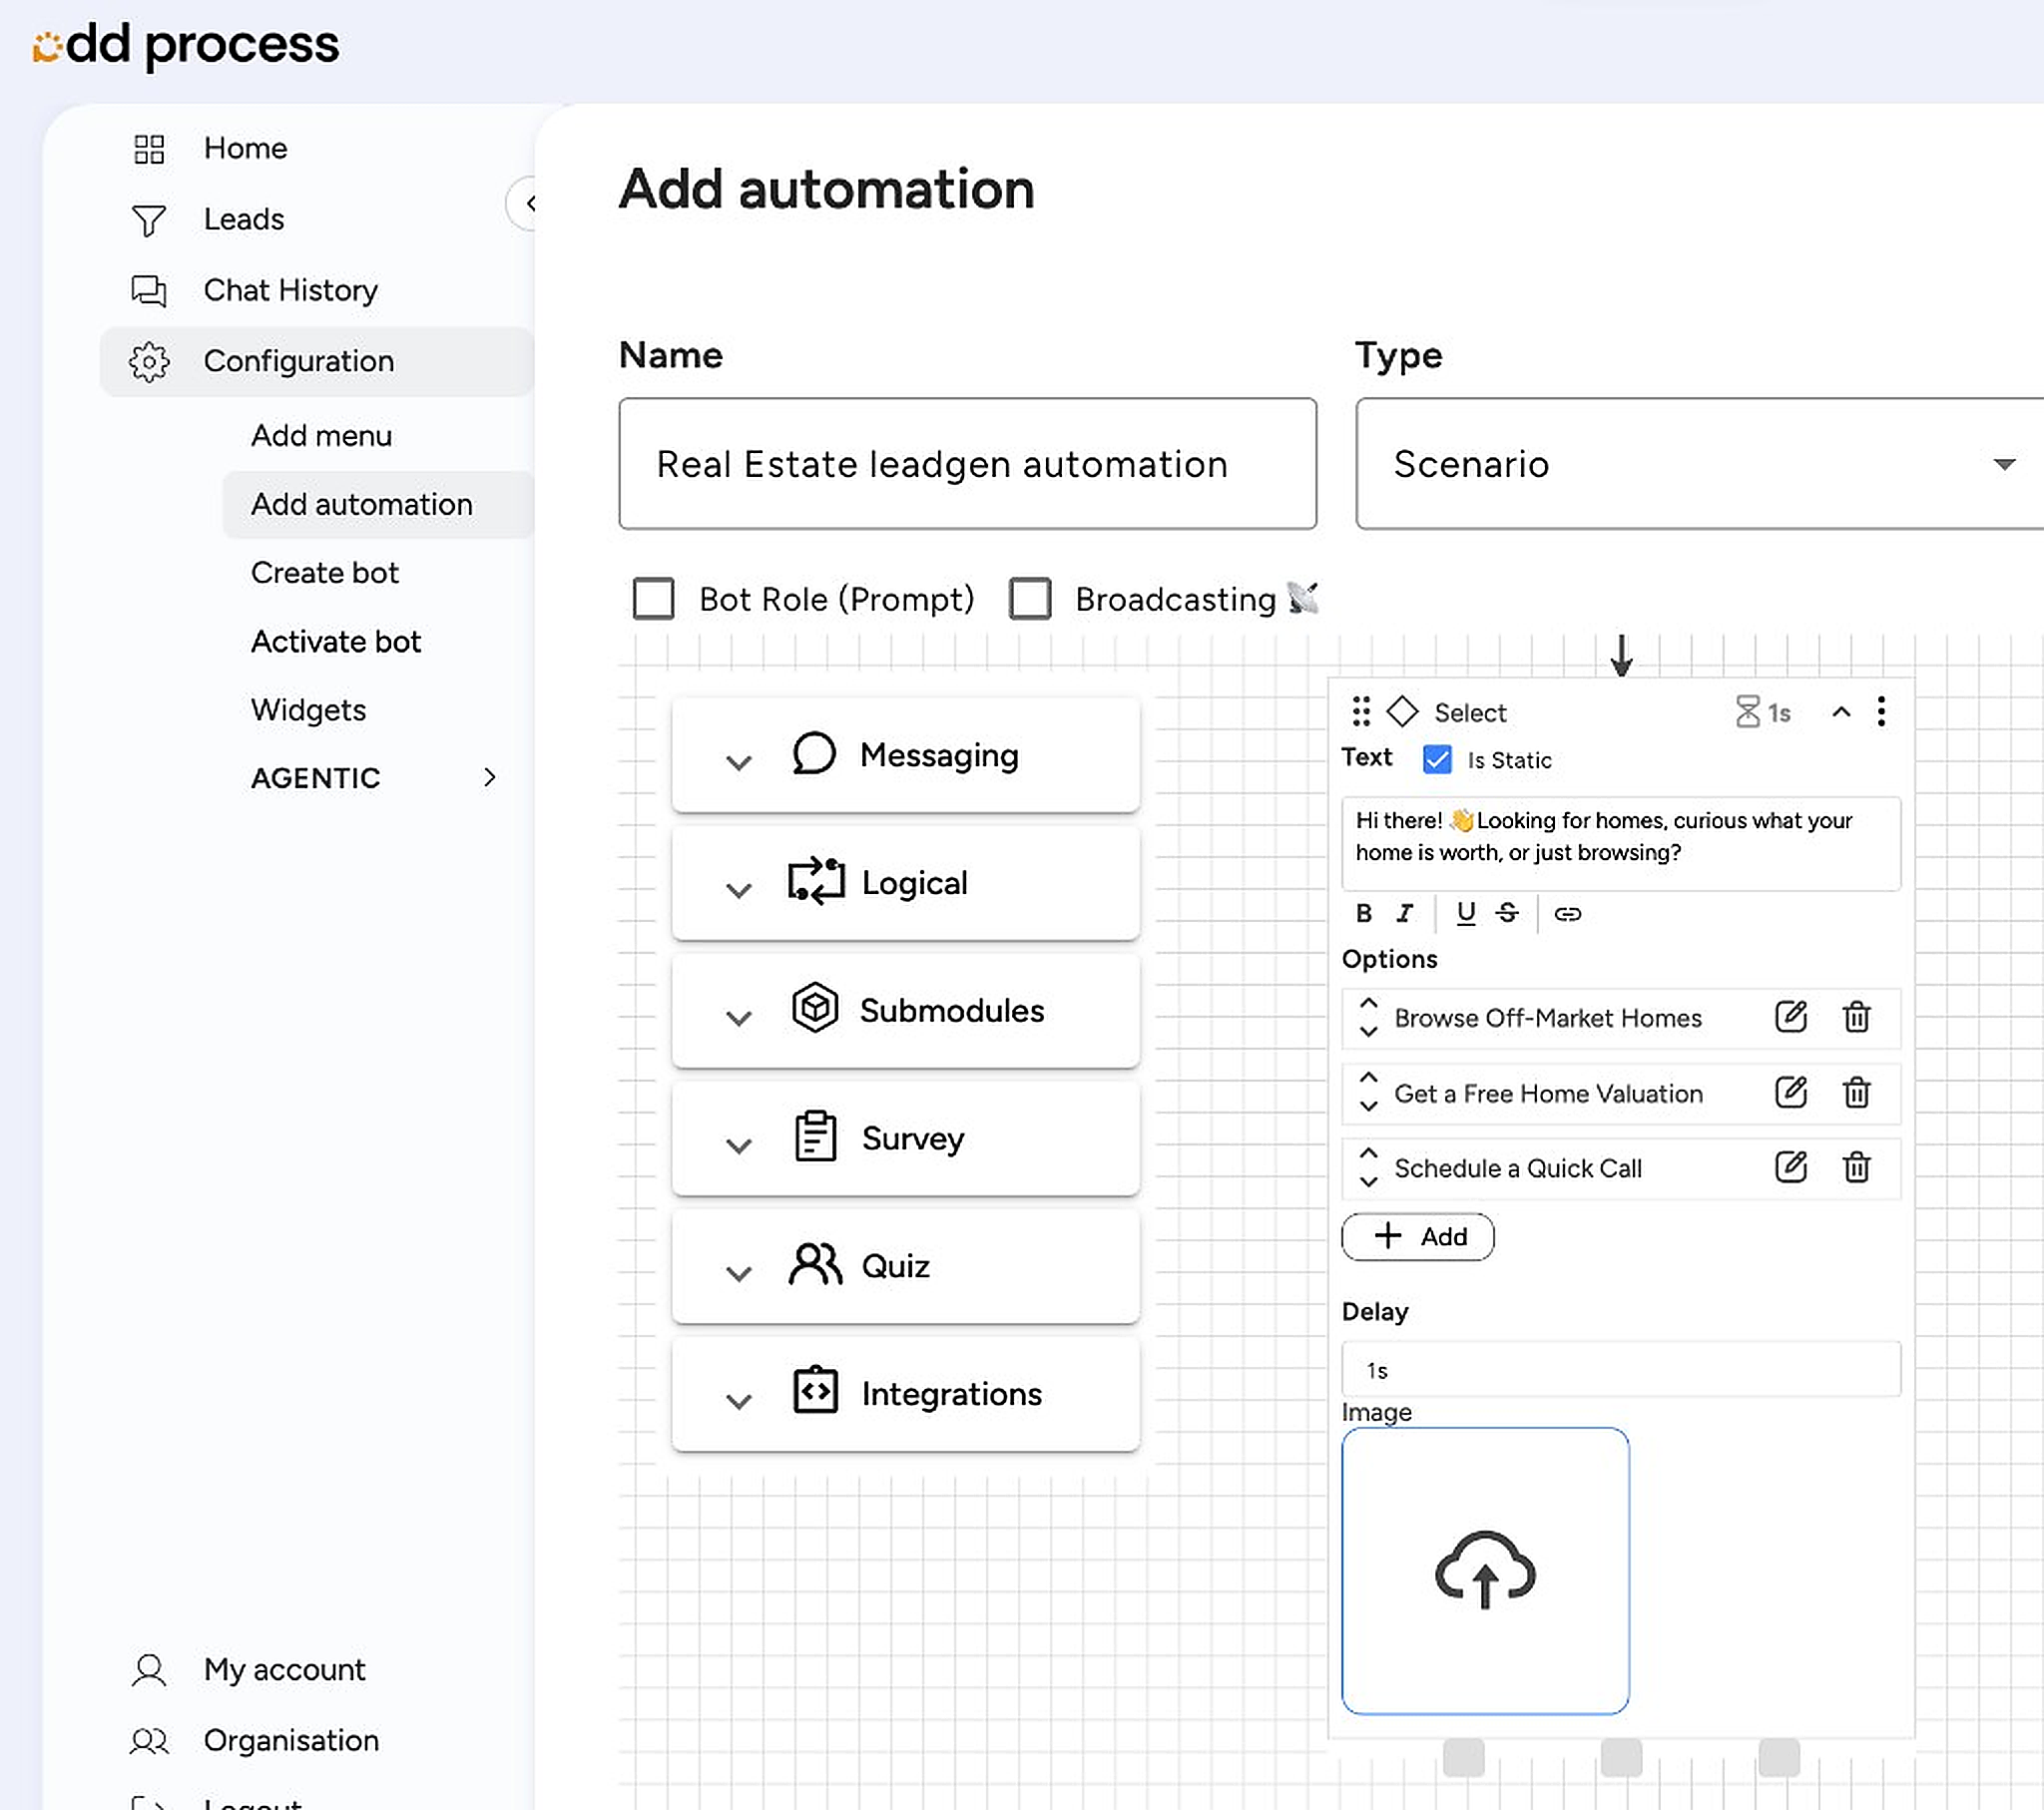 dd process
Home
Leads
Chat History
Configuration
Add menu
Add automation
Create bot
Activate bot
Widgets
AGENTIC
My account
Organisation
Logout
Add automation
Name
Type
Real Estate leadgen automation
Scenario
Bot Role (Prompt)
Broadcasting 📡
Messaging
Logical
Submodules
Survey
Quiz
Integrations
Select
1s
Text
Is Static
Hi there! 👋Looking for homes, curious what your
home is worth, or just browsing?
B I U S
Options
Browse Off-Market Homes
Get a Free Home Valuation
Schedule a Quick Call
+ Add
Delay
1s
Image